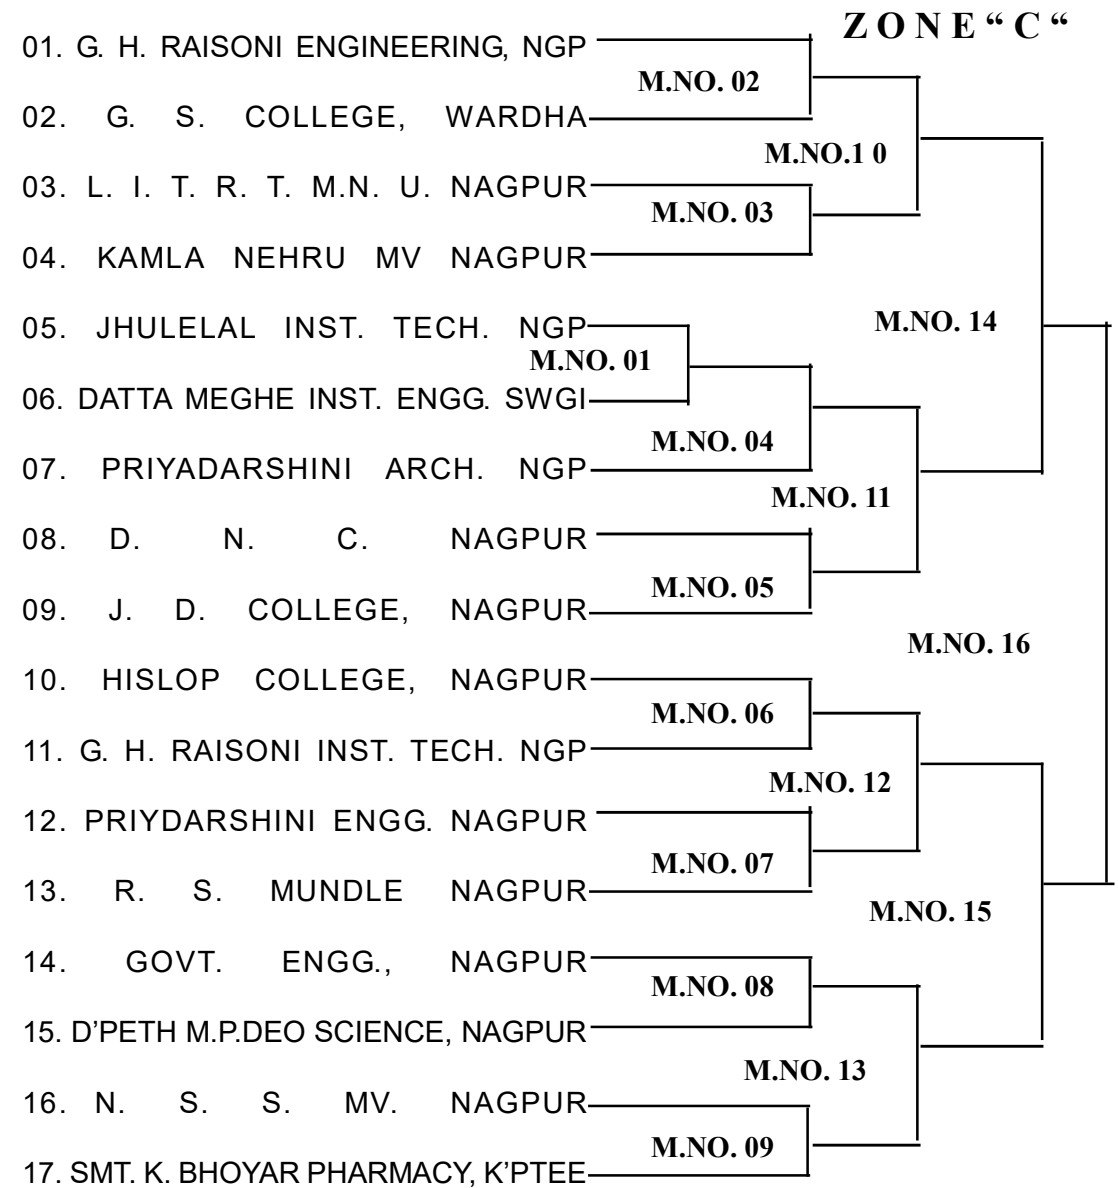 Z O N E “ C “
01. G. H. RAISONI ENGINEERING, NGP
M.NO. 02
02. G. S. COLLEGE, WARDHA
M.NO.1 0
03. L. I. T. R. T. M.N. U. NAGPUR
M.NO. 03
04. KAMLA NEHRU MV NAGPUR
05. JHULELAL INST. TECH. NGP
M.NO. 14
M.NO. 01
06. DATTA MEGHE INST. ENGG. SWGI
M.NO. 04
07. PRIYADARSHINI ARCH. NGP
M.NO. 11
08. D. N. C. NAGPUR
M.NO. 05
09. J. D. COLLEGE, NAGPUR
M.NO. 16
10. HISLOP COLLEGE, NAGPUR
M.NO. 06
11. G. H. RAISONI INST. TECH. NGP
M.NO. 12
12. PRIYDARSHINI ENGG. NAGPUR
M.NO. 07
13. R. S. MUNDLE NAGPUR
M.NO. 15
14. GOVT. ENGG., NAGPUR
M.NO. 08
15. D’PETH M.P.DEO SCIENCE, NAGPUR
M.NO. 13
16. N. S. S. MV. NAGPUR
M.NO. 09
17. SMT. K. BHOYAR PHARMACY, K’PTEE